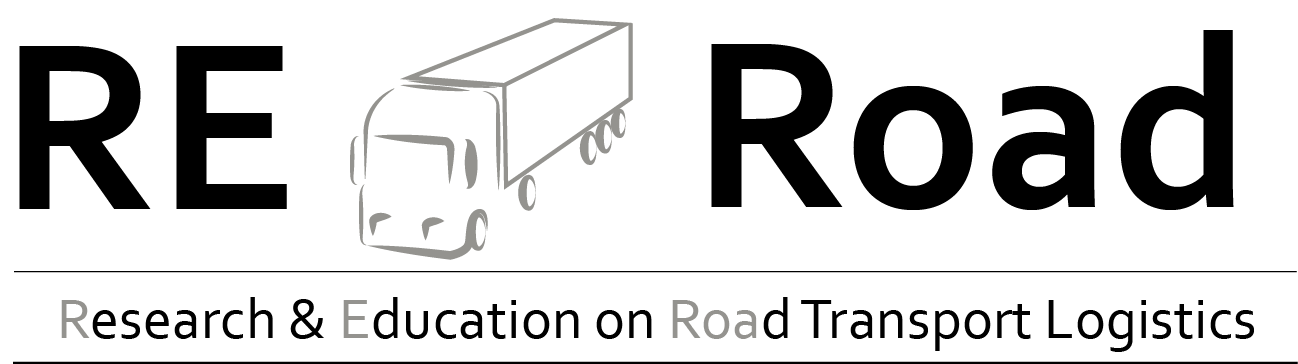 RE Road
Research & Education on Road Transport Logistics